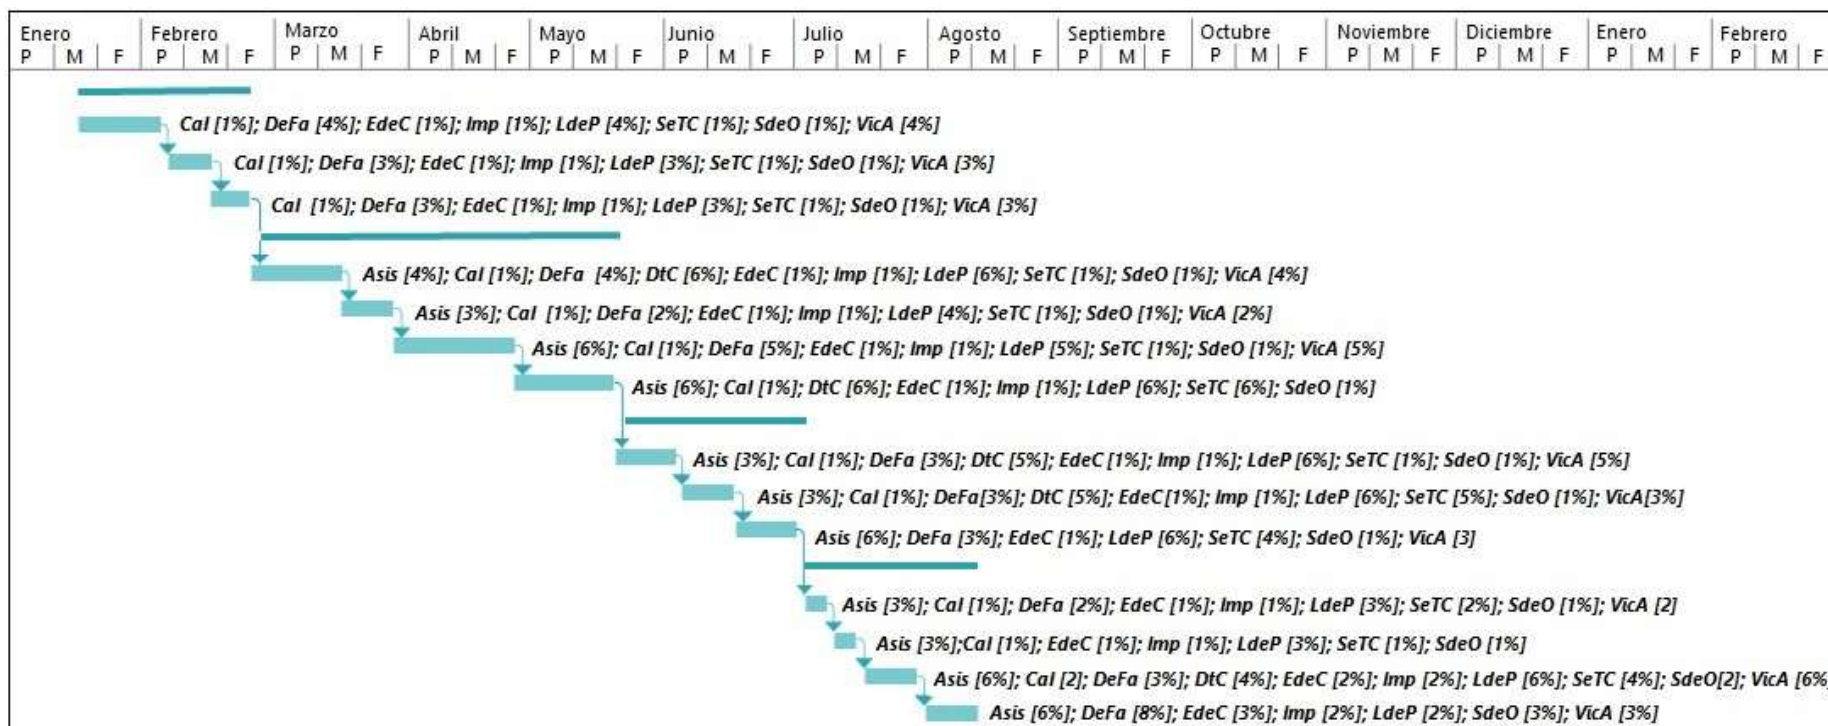 Enero Febrero Marzo Abril Mayo Junio Julio Agosto Septiembre Octubre Noviembre Diciembre Enero Febrero
P M F P M F P M F P M F P M F P M F P M F P M F P M F P M F P M F P M F P M F P M F
Cal [1%]; DeFa [4%]; EdeC [1%]; Imp [1%]; LdeP [4%]; SeTC [1%]; SdeO [1%]; VicA [4%]
Cal [1%]; DeFa [3%]; EdeC [1%]; Imp [1%]; LdeP [3%]; SeTC [1%]; SdeO [1%]; VicA [3%]
Cal [1%]; DeFa [3%]; EdeC [1%]; Imp [1%]; LdeP [3%]; SeTC [1%]; SdeO [1%]; VicA [3%]
Asis [4%]; Cal [1%]; DeFa [4%]; DtC [6%]; EdeC [1%]; Imp [1%]; LdeP [6%]; SeTC [1%]; SdeO [1%]; VicA [4%]
Asis [3%]; Cal [1%]; DeFa [2%]; EdeC [1%]; Imp [1%]; LdeP [4%]; SeTC [1%]; SdeO [1%]; VicA [2%]
Asis [6%]; Cal [1%]; DeFa [5%]; EdeC [1%]; Imp [1%]; LdeP [5%]; SeTC [1%]; SdeO [1%]; VicA [5%]
Asis [6%]; Cal [1%]; DtC [6%]; EdeC [1%]; Imp [1%]; LdeP [6%]; SeTC [6%]; SdeO [1%]
Asis [3%]; Cal [1%]; DeFa [3%]; DtC [5%]; EdeC [1%]; Imp [1%]; LdeP [6%]; SeTC [1%]; SdeO [1%]; VicA [5%]
Asis [3%]; Cal [1%]; DeFa[3%]; DtC [5%]; EdeC[1%]; Imp [1%]; LdeP [6%]; SeTC [5%]; SdeO [1%]; VicA[3%]
Asis [6%]; DeFa [3%]; EdeC [1%]; LdeP [6%]; SeTC [4%]; SdeO [1%]; VicA [3]
Asis [3%]; Cal [1%]; DeFa [2%]; EdeC [1%]; Imp [1%]; LdeP [3%]; SeTC [2%]; SdeO [1%]; VicA [2]
Asis [3%];Cal [1%]; EdeC [1%]; Imp [1%]; LdeP [3%]; SeTC [1%]; SdeO [1%]
Asis [6%]; Cal [2]; DeFa [3%]; DtC [4%]; EdeC [2%]; Imp [2%]; LdeP [6%]; SeTC [4%]; SdeO[2]; VicA [6%
Asis [6%]; DeFa [8%]; EdeC [3%]; Imp [2%]; LdeP [2%]; SdeO [3%]; VicA [3%]